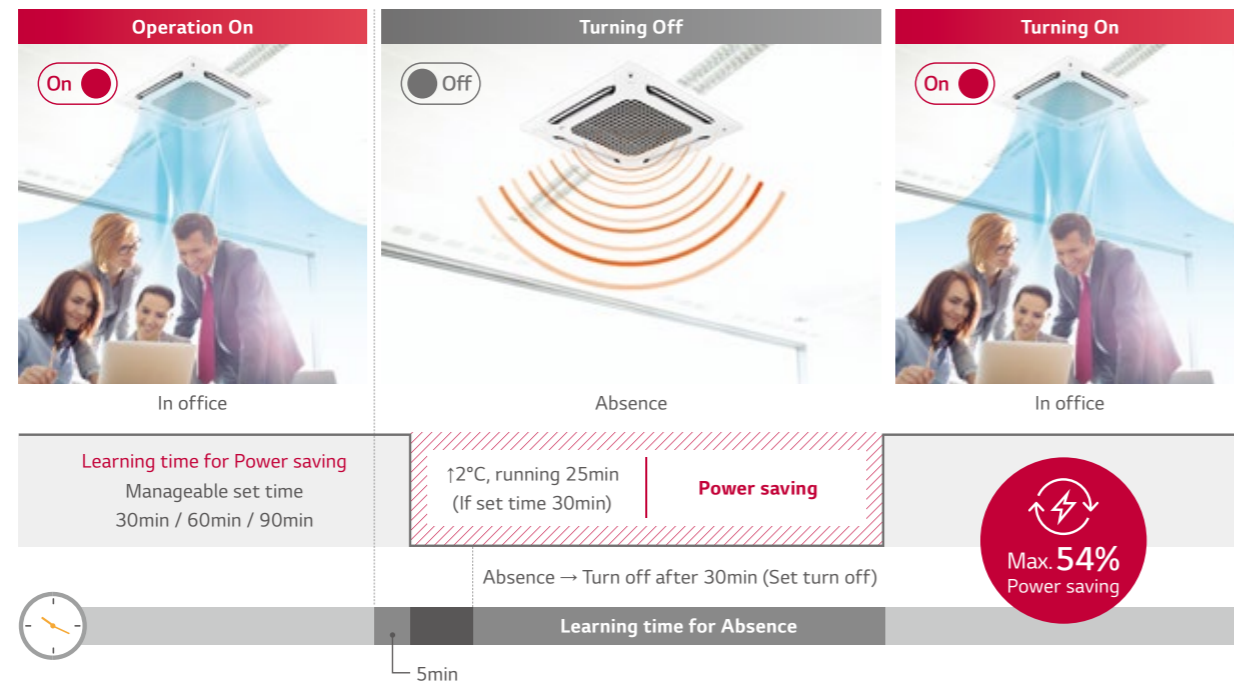 Operation On
Turning Off
Turning On
On
Off
On
In office
Absence
In office
Learning time for Power saving
Manageable set time
30min / 60min / 90min
↑2°C, running 25min
(If set time 30min)
Power saving
Max. 54%
Power saving
Absence → Turn off after 30min (Set turn off)
Learning time for Absence
5min